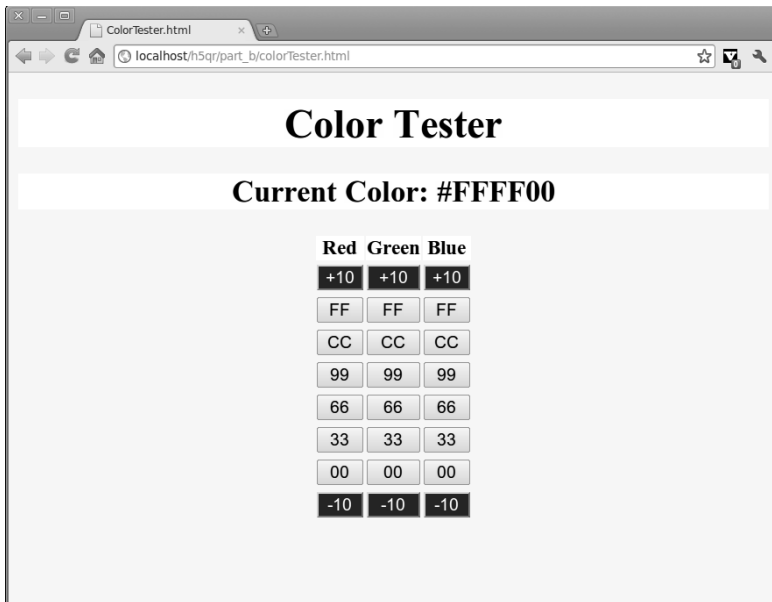 ColorTester.html
localhost/h5qr/part_b/colorTester.html
Color Tester
Current Color: #FFFF00
Red Green Blue
+10 +10 +10
FF FF FF
CC CC CC
99 99 99
66 66 66
33 33 33
00 00 00
-10 -10 -10